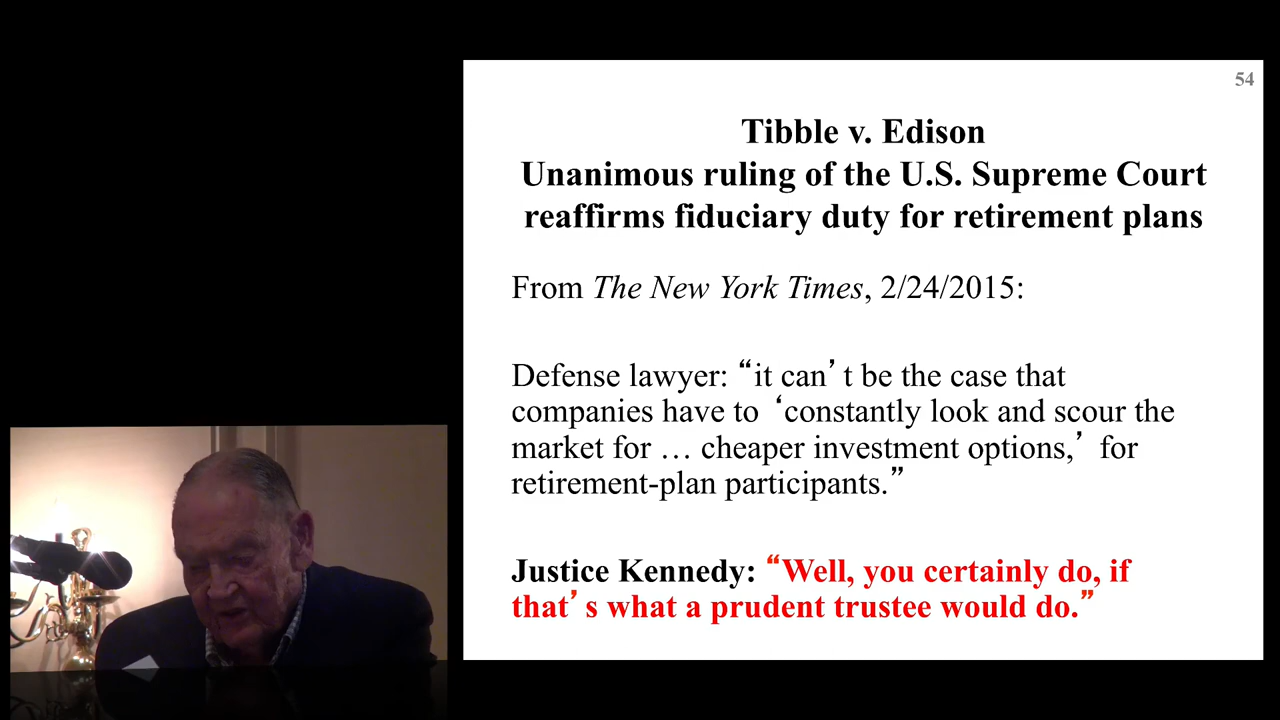 54
Tibble v. Edison
Unanimous ruling of the U.S. Supreme Court
reaffirms fiduciary duty for retirement plans
From The New York Times, 2/24/2015:
Defense lawyer: “it can’t be the case that
companies have to ‘constantly look and scour the
market for … cheaper investment options,’ for
retirement-plan participants.”
Justice Kennedy: “Well, you certainly do, if
that’s what a prudent trustee would do.”